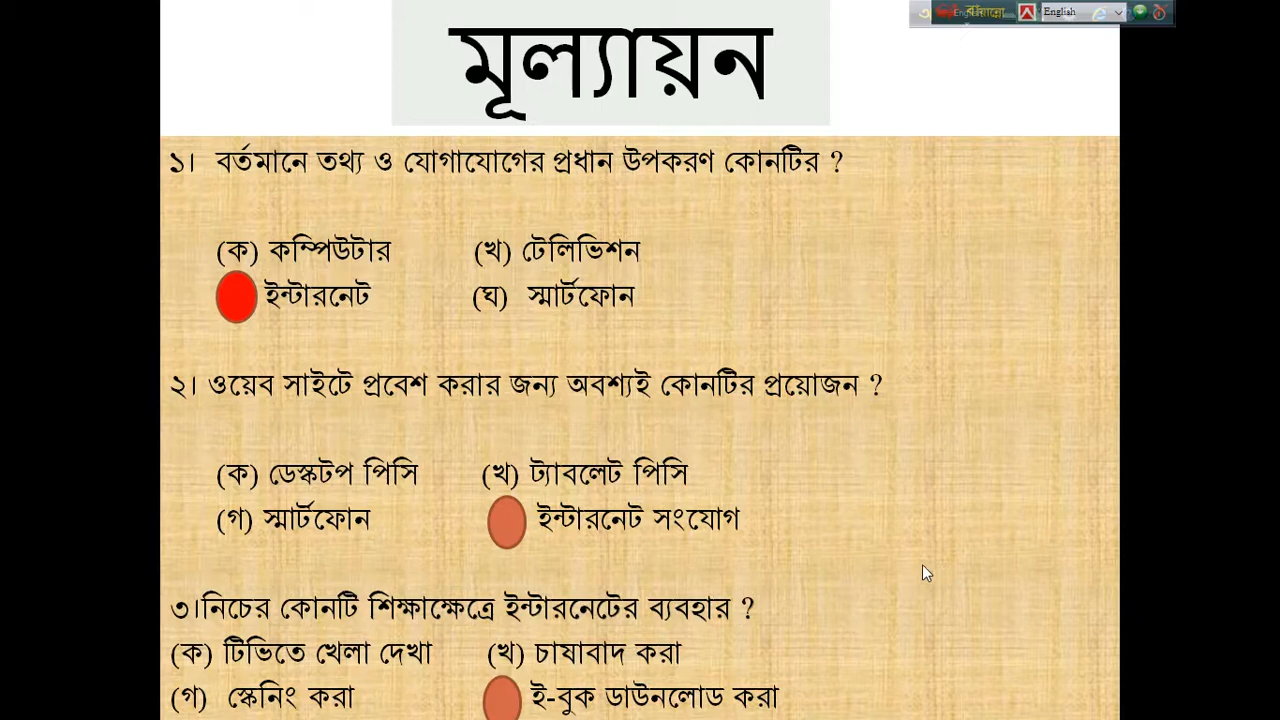 English
মূল্যায়ন
১। বর্তমানে তথ্য ও যোগাযোগের প্রধান উপকরণ কোনটির ?
(ক) কম্পিউটার (খ) টেলিভিশন
ইন্টারনেট (ঘ) স্মার্টফোন
২। ওয়েব সাইটে প্রবেশ করার জন্য অবশ্যই কোনটির প্রয়োজন ?
(ক) ডেস্কটপ পিসি (খ) ট্যাবলেট পিসি
(গ) স্মার্টফোন ইন্টারনেট সংযোগ
৩।নিচের কোনটি শিক্ষাক্ষেত্রে ইন্টারনেটের ব্যবহার ?
(ক) টিভিতে খেলা দেখা (খ) চাষাবাদ করা
(গ) স্কেনিং করা ই-বুক ডাউনলোড করা